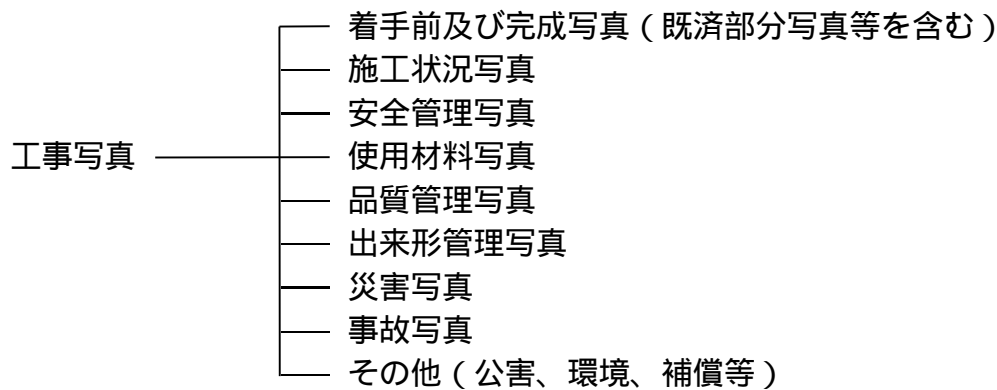 工事写真
着手前及び完成写真（既済部分写真等を含む）
施工状況写真
安全管理写真
使用材料写真
品質管理写真
出来形管理写真
災害写真
事故写真
その他（公害、環境、補償等）